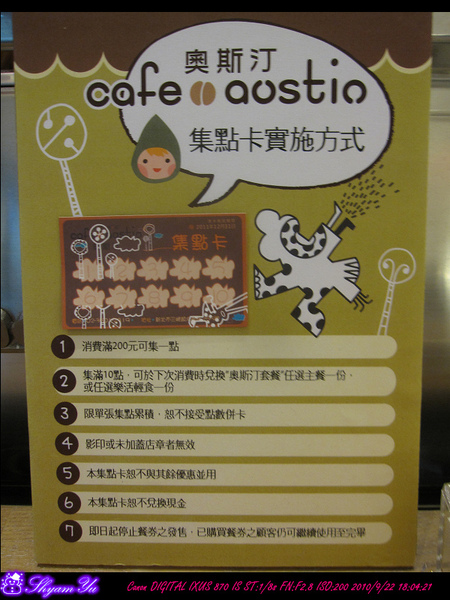 奧斯汀
cafe austin
集點卡實施方式
集點卡
1 消費滿200元可集一點
2 集滿10點，可於下次消費時兌換"奧斯汀套餐"任選主餐一份、
或任選樂活輕食一份
3 限單張集點累積，恕不接受點數併卡
4 影印或未加蓋店章者無效
5 本集點卡恕不與其餘優惠並用
6 本集點卡恕不兌換現金
7 即日起停止餐券之發售，已購買餐券之顧客仍可繼續使用至完畢
Shyam Yu
Canon DIGITAL IXUS 870 IS ST:1/8s FN:F2.8 ISO:200 2010/9/22 18:04:21